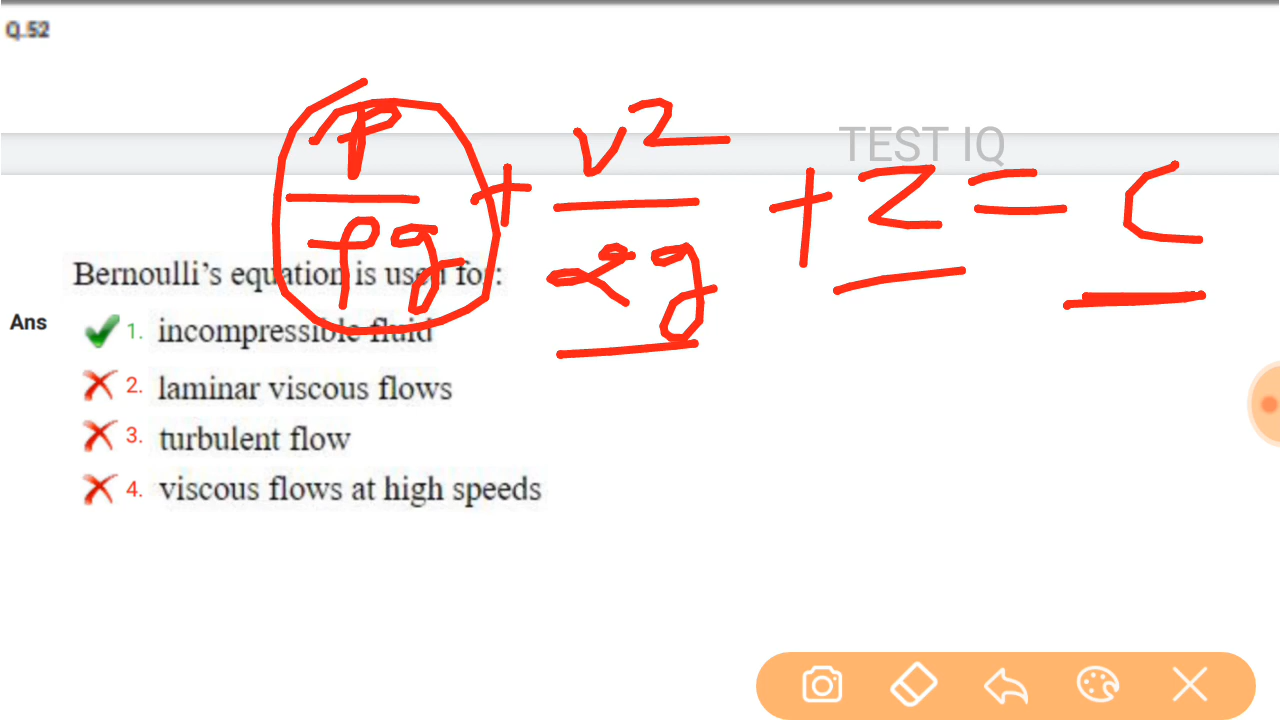 Q.52
TEST IQ
p/ρg + v2/2g + z = C
Bernoulli's equation is used for:
Ans
1. incompressible fluid
2. laminar viscous flows
3. turbulent flow
4. viscous flows at high speeds